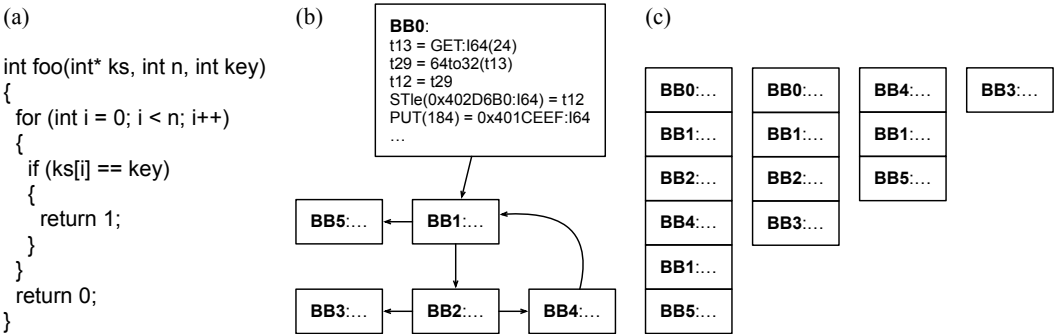 (a)
int foo(int* ks, int n, int key)
{
for (int i = 0; i < n; i++)
{
if (ks[i] == key)
{
return 1;
}
}
return 0;
}
(b)
BB0:
t13 = GET:I64(24)
t29 = 64to32(t13)
t12 = t29
STle(0x402D6B0:I64) = t12
PUT(184) = 0x401CEEF:I64
...
BB5:...
BB1:...
BB3:...
BB2:...
BB4:...
(c)
BB0:...
BB1:...
BB2:...
BB4:...
BB1:...
BB5:...
BB0:...
BB1:...
BB2:...
BB3:...
BB4:...
BB1:...
BB5:...
BB3:...